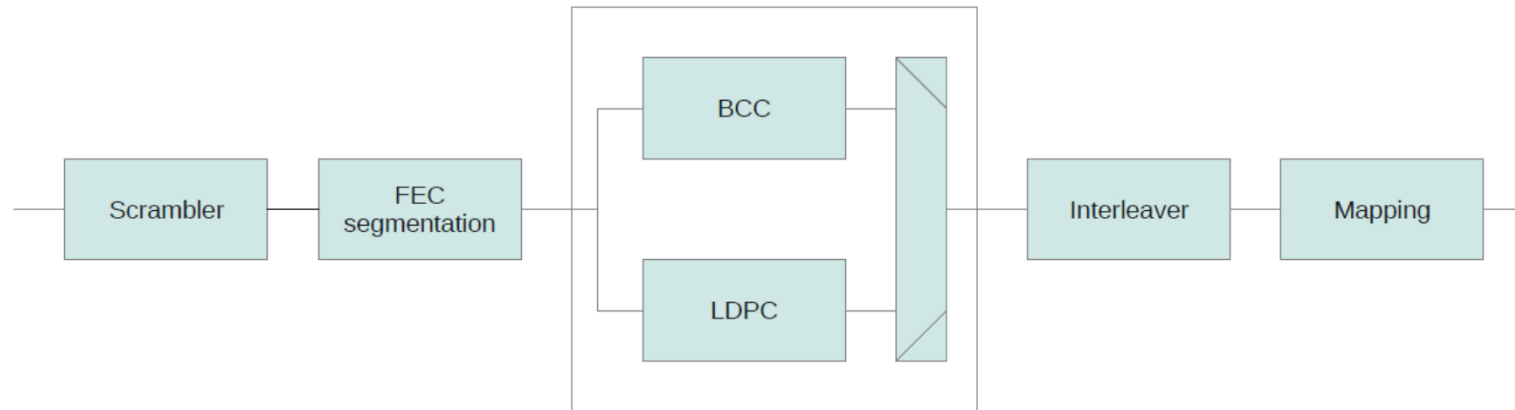 Scrambler
FEC
segmentation
BCC
LDPC
Interleaver
Mapping